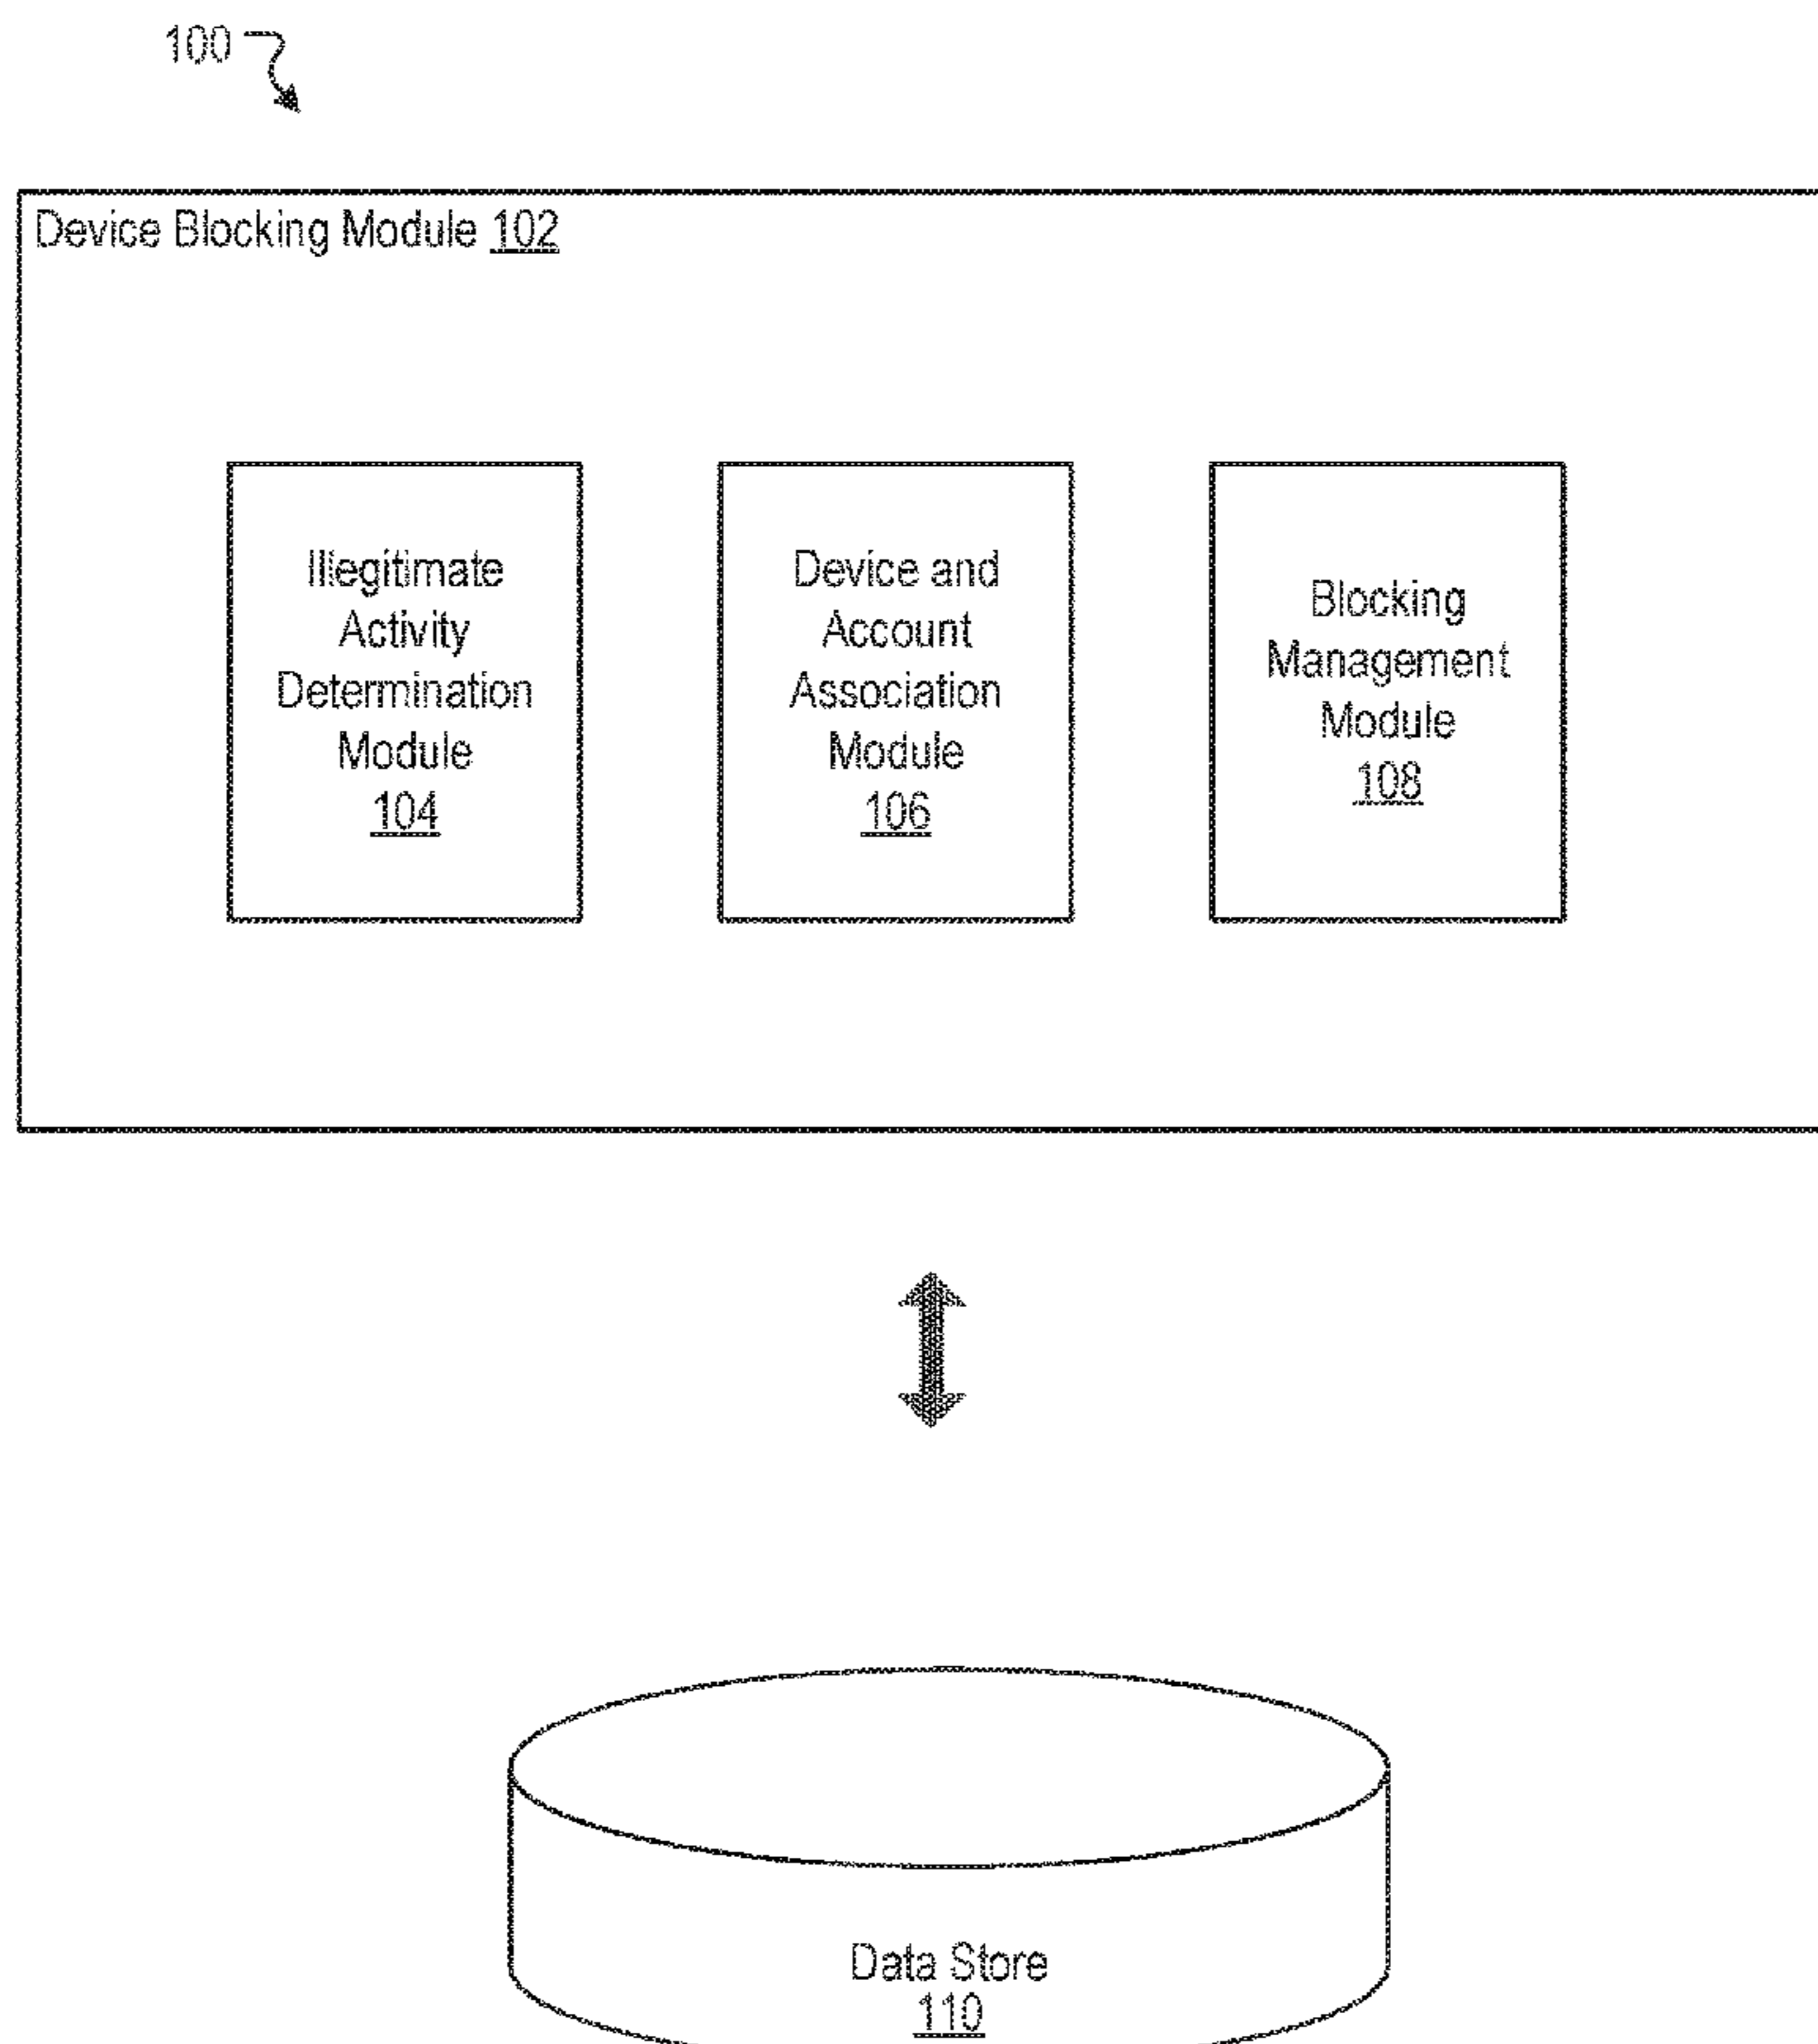 100
Device Blocking Module 102
Illegitimate
Activity
Determination
Module
104
Device and
Account
Association
Module
106
Blocking
Management
Module
108
Data Store
110